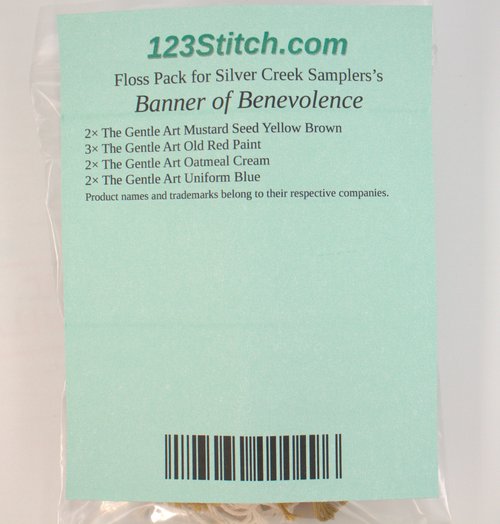 123Stitch.com
Floss Pack for Silver Creek Samplers's
Banner of Benevolence
2× The Gentle Art Mustard Seed Yellow Brown
3× The Gentle Art Old Red Paint
2× The Gentle Art Oatmeal Cream
2× The Gentle Art Uniform Blue
Product names and trademarks belong to their respective companies.